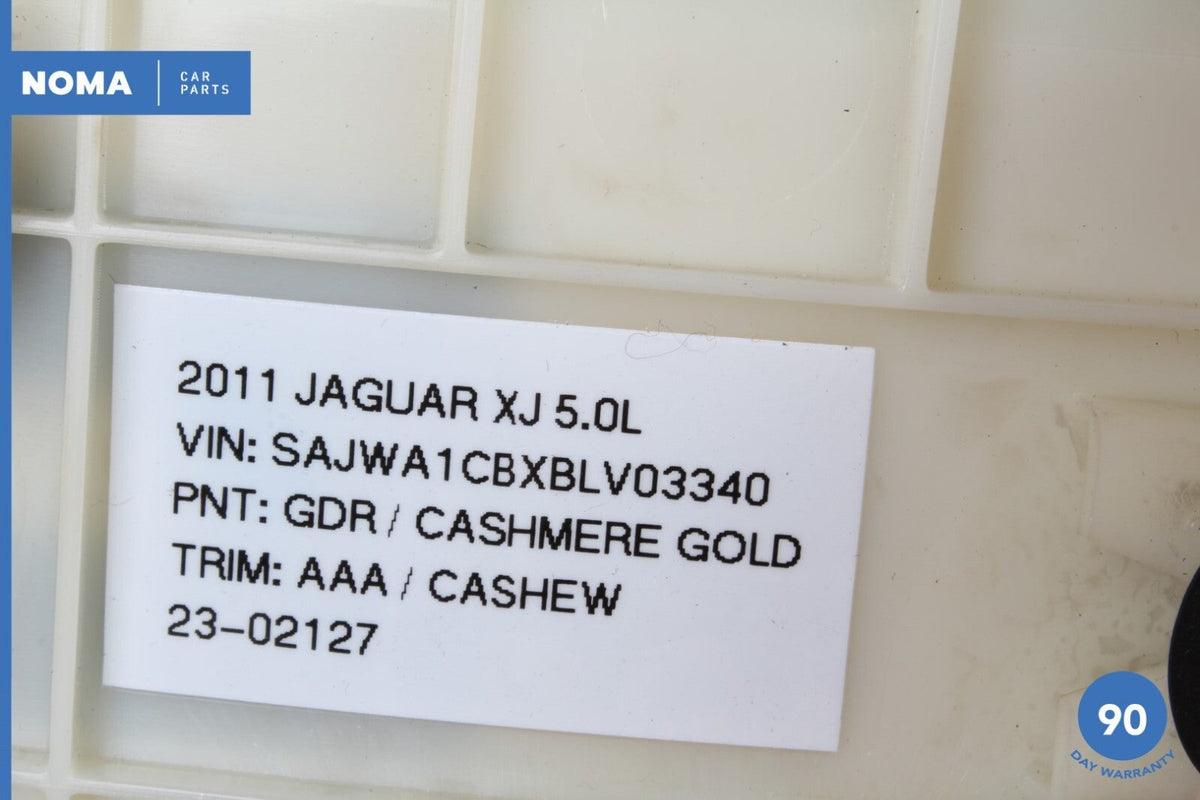 NOMA
CAR
PARTS
2011 JAGUAR XJ 5.0L
VIN: SAJWA1CBXBLV03340
PNT: GDR / CASHMERE GOLD
TRIM: AAA / CASHEW
23-02127
90
DAY WARRANTY